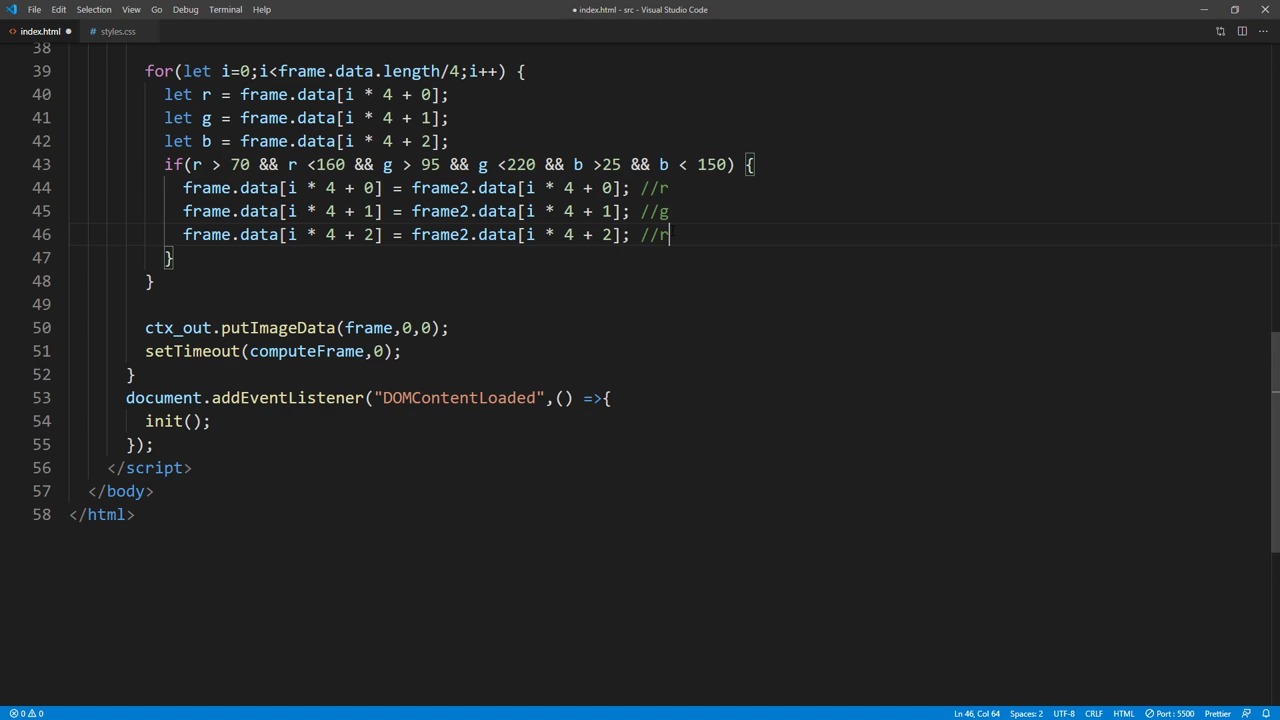 File Edit Selection View Go Debug Terminal Help
● index.html - src - Visual Studio Code
index.html ● styles.css
38
39 for(let i=0;i<frame.data.length/4;i++) {
40 let r = frame.data[i * 4 + 0];
41 let g = frame.data[i * 4 + 1];
42 let b = frame.data[i * 4 + 2];
43 if(r > 70 && r <160 && g > 95 && g <220 && b >25 && b < 150) {
44 frame.data[i * 4 + 0] = frame2.data[i * 4 + 0]; //r
45 frame.data[i * 4 + 1] = frame2.data[i * 4 + 1]; //g
46 frame.data[i * 4 + 2] = frame2.data[i * 4 + 2]; //r
47 }
48 }
49
50 ctx_out.putImageData(frame,0,0);
51 setTimeout(computeFrame,0);
52 }
53 document.addEventListener("DOMContentLoaded",() =>{
54 init();
55 });
56 </script>
57 </body>
58 </html>
0 0 Ln 46, Col 64 Spaces: 2 UTF-8 CRLF HTML Port : 5500 Prettier